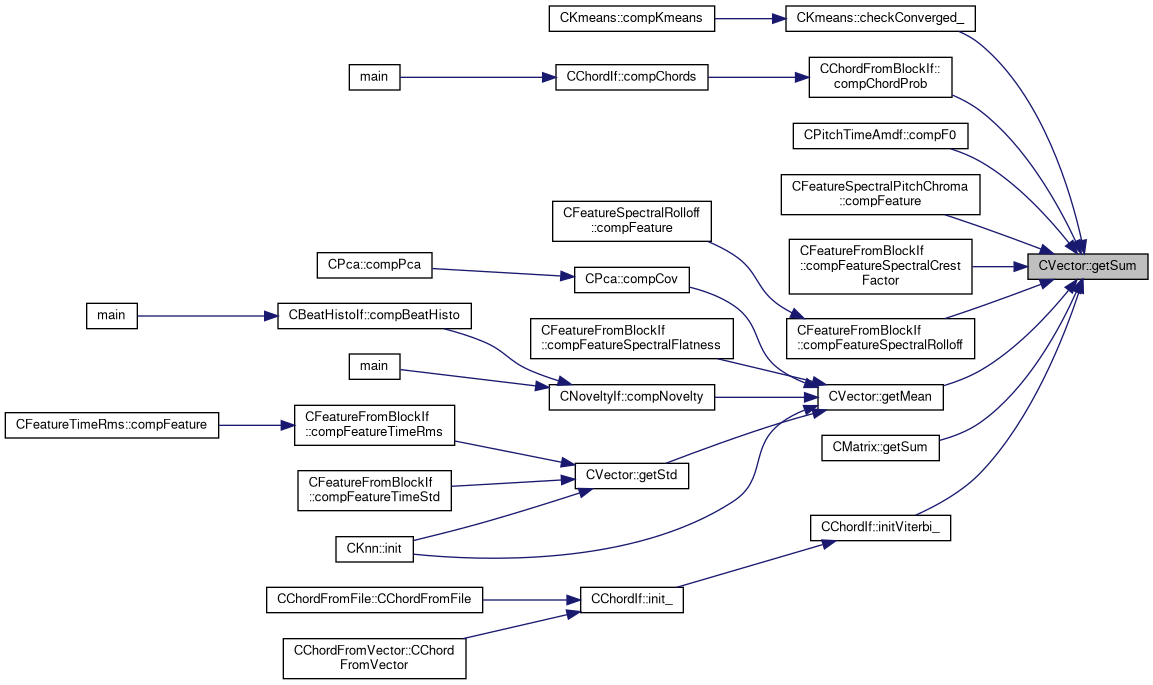 CKmeans::compKmeans
CKmeans::checkConverged_
main
CChordIf::compChords
CChordFromBlockIf::
compChordProb
CPitchTimeAmdf::compF0
CFeatureSpectralPitchChroma
::compFeature
CFeatureSpectralRolloff
::compFeature
CFeatureFromBlockIf
::compFeatureSpectralCrest
Factor
CVector::getSum
CPca::compPca
CPca::compCov
main
CBeatHistoIf::compBeatHisto
CFeatureFromBlockIf
::compFeatureSpectralFlatness
CFeatureFromBlockIf
::compFeatureSpectralRolloff
main
CNoveltyIf::compNovelty
CVector::getMean
CFeatureTimeRms::compFeature
CFeatureFromBlockIf
::compFeatureTimeRms
CMatrix::getSum
CFeatureFromBlockIf
::compFeatureTimeStd
CVector::getStd
CKnn::init
CChordIf::initViterbi_
CChordFromFile::CChordFromFile
CChordIf::init_
CChordFromVector::CChord
FromVector